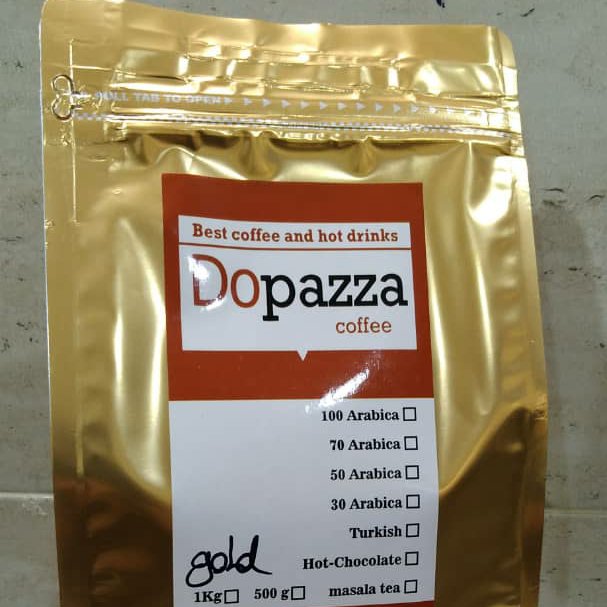 PULL TAB TO OPEN
Best coffee and hot drinks
Dopazza
coffee
100 Arabica
70 Arabica
50 Arabica
30 Arabica
Turkish
gold
Hot-Chocolate
1Kg 500 g masala tea